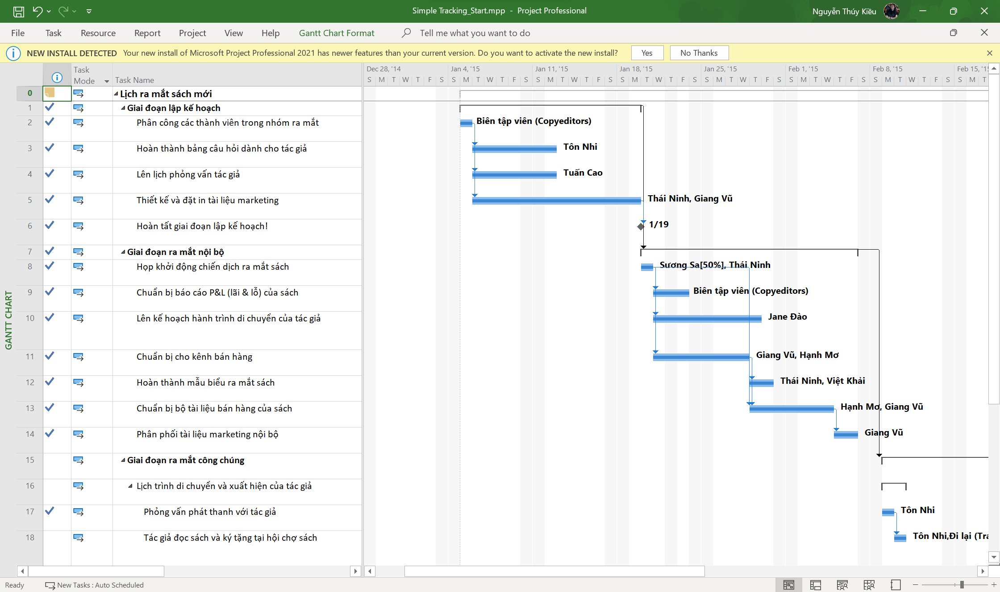 Simple Tracking_Start.mpp - Project Professional
Nguyễn Thúy Kiều
File Task Resource Report Project View Help Gantt Chart Format Tell me what you want to do
NEW INSTALL DETECTED Your new install of Microsoft Project Professional 2021 has newer features than your current version. Do you want to activate the new install? Yes No Thanks
Task Mode Task Name
Dec 28, '14 Jan 4, '15 Jan 11, '15 Jan 18, '15 Jan 25, '15 Feb 1, '15 Feb 8, '15 Feb 15, '15
S M T W T F S S M T W T F S S M T W T F S S M T W T F S S M T W T F S S M T W T F S S M T W T F S S M T
0 Lịch ra mắt sách mới
1 Giai đoạn lập kế hoạch
2 Phân công các thành viên trong nhóm ra mắt Biên tập viên (Copyeditors)
3 Hoàn thành bảng câu hỏi dành cho tác giả Tôn Nhi
4 Lên lịch phỏng vấn tác giả Tuấn Cao
5 Thiết kế và đặt in tài liệu marketing Thái Ninh, Giang Vũ
6 Hoàn tất giai đoạn lập kế hoạch! 1/19
7 Giai đoạn ra mắt nội bộ
8 Họp khởi động chiến dịch ra mắt sách Sương Sa[50%], Thái Ninh
9 Chuẩn bị báo cáo P&L (lãi & lỗ) của sách Biên tập viên (Copyeditors)
10 Lên kế hoạch hành trình di chuyển của tác giả Jane Đào
11 Chuẩn bị cho kênh bán hàng Giang Vũ, Hạnh Mơ
12 Hoàn thành mẫu biểu ra mắt sách Thái Ninh, Việt Khải
13 Chuẩn bị bộ tài liệu bán hàng của sách Hạnh Mơ, Giang Vũ
14 Phân phối tài liệu marketing nội bộ Giang Vũ
15 Giai đoạn ra mắt công chúng
16 Lịch trình di chuyển và xuất hiện của tác giả
17 Phỏng vấn phát thanh với tác giả Tôn Nhi
18 Tác giả đọc sách và ký tặng tại hội chợ sách Tôn Nhi,Đi lại (Tra
GANTT CHART
Ready New Tasks : Auto Scheduled